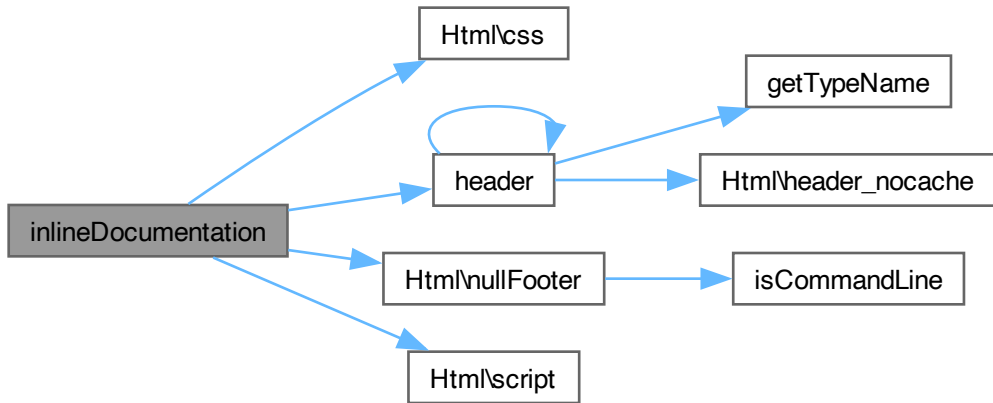 Html\css
getTypeName
header
Html\header_nocache
inlineDocumentation
Html\nullFooter
isCommandLine
Html\script